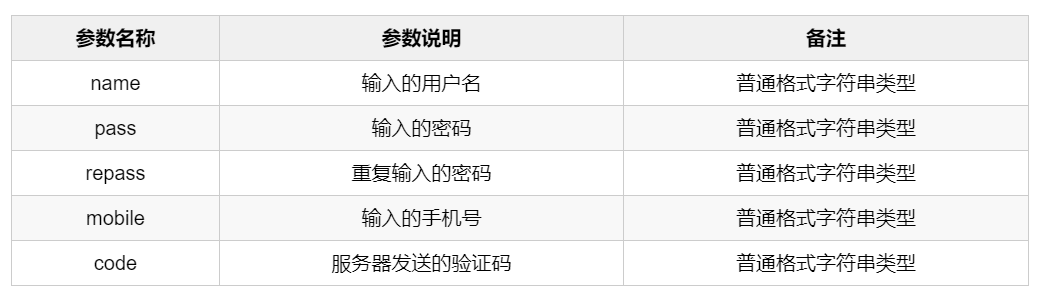 参数名称 参数说明 备注
name 输入的用户名 普通格式字符串类型
pass 输入的密码 普通格式字符串类型
repass 重复输入的密码 普通格式字符串类型
mobile 输入的手机号 普通格式字符串类型
code 服务器发送的验证码 普通格式字符串类型